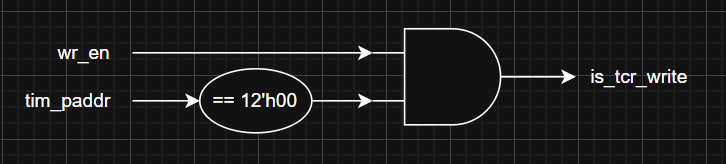 wr_en
tim_paddr
== 12'h00
is_tcr_write